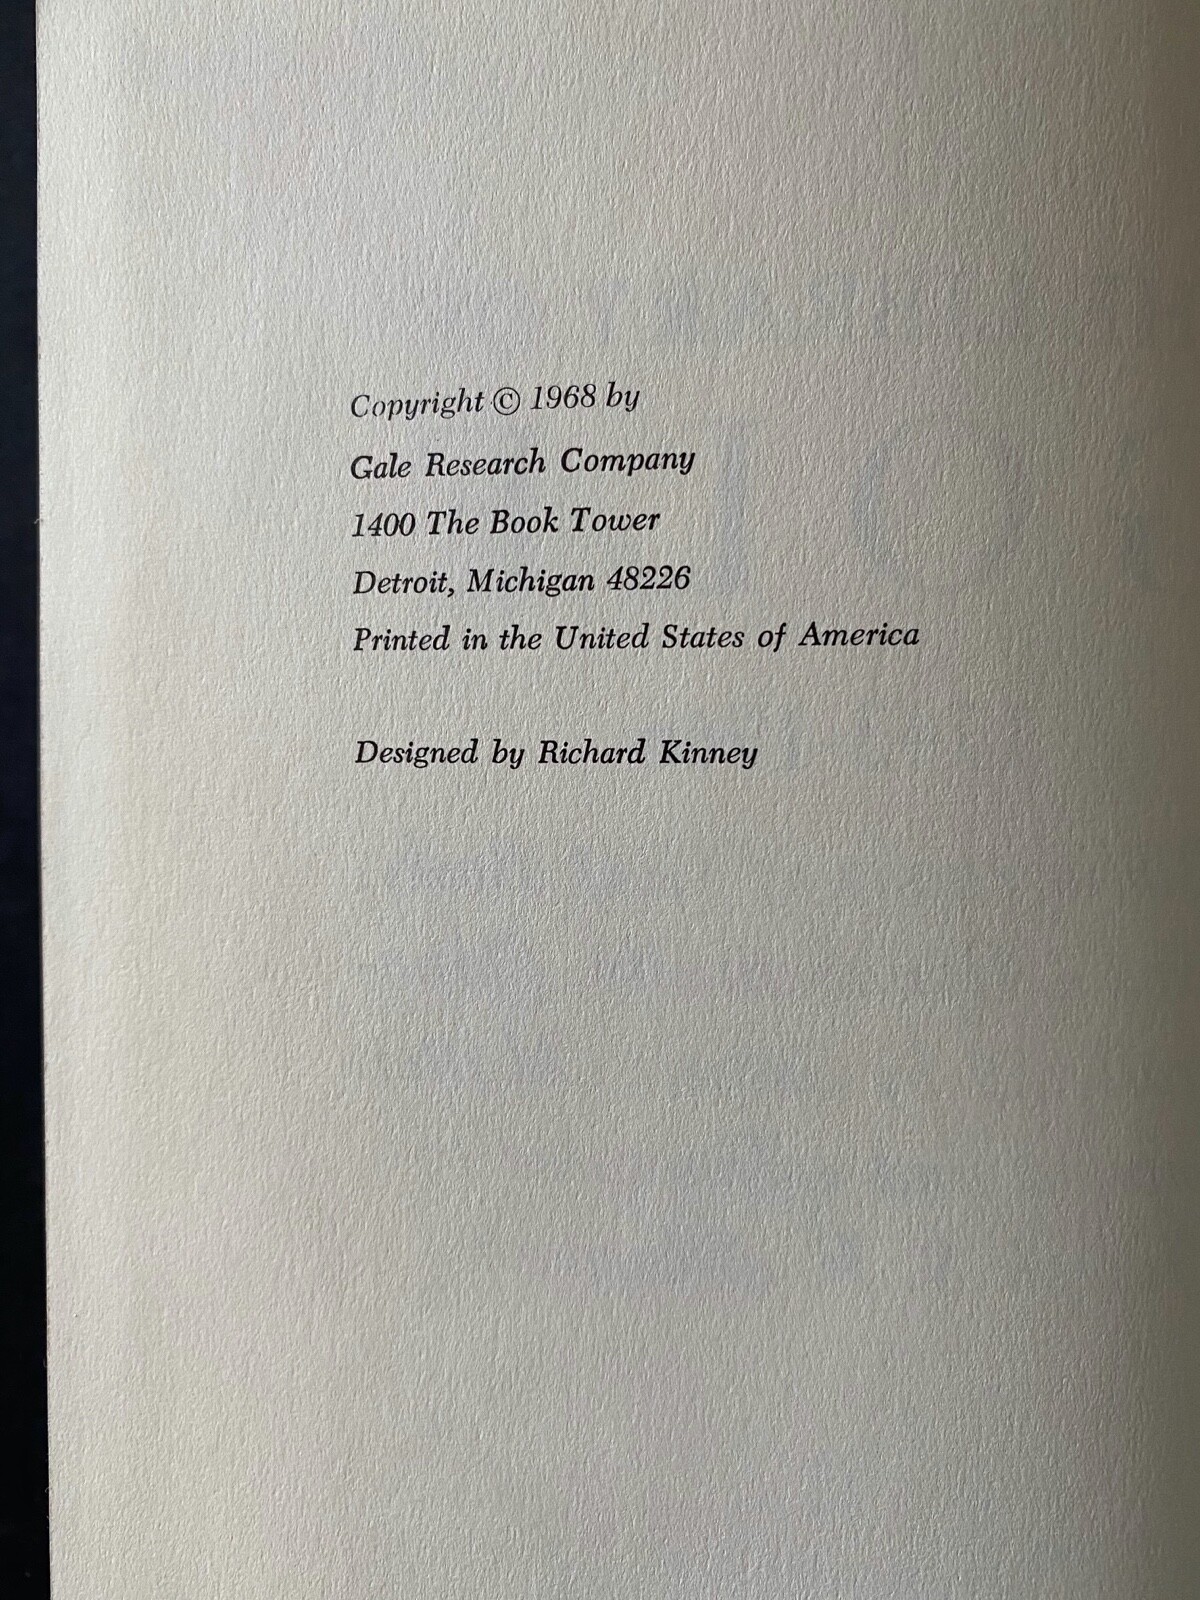 Copyright © 1968 by
Gale Research Company
1400 The Book Tower
Detroit, Michigan 48226
Printed in the United States of America
Designed by Richard Kinney